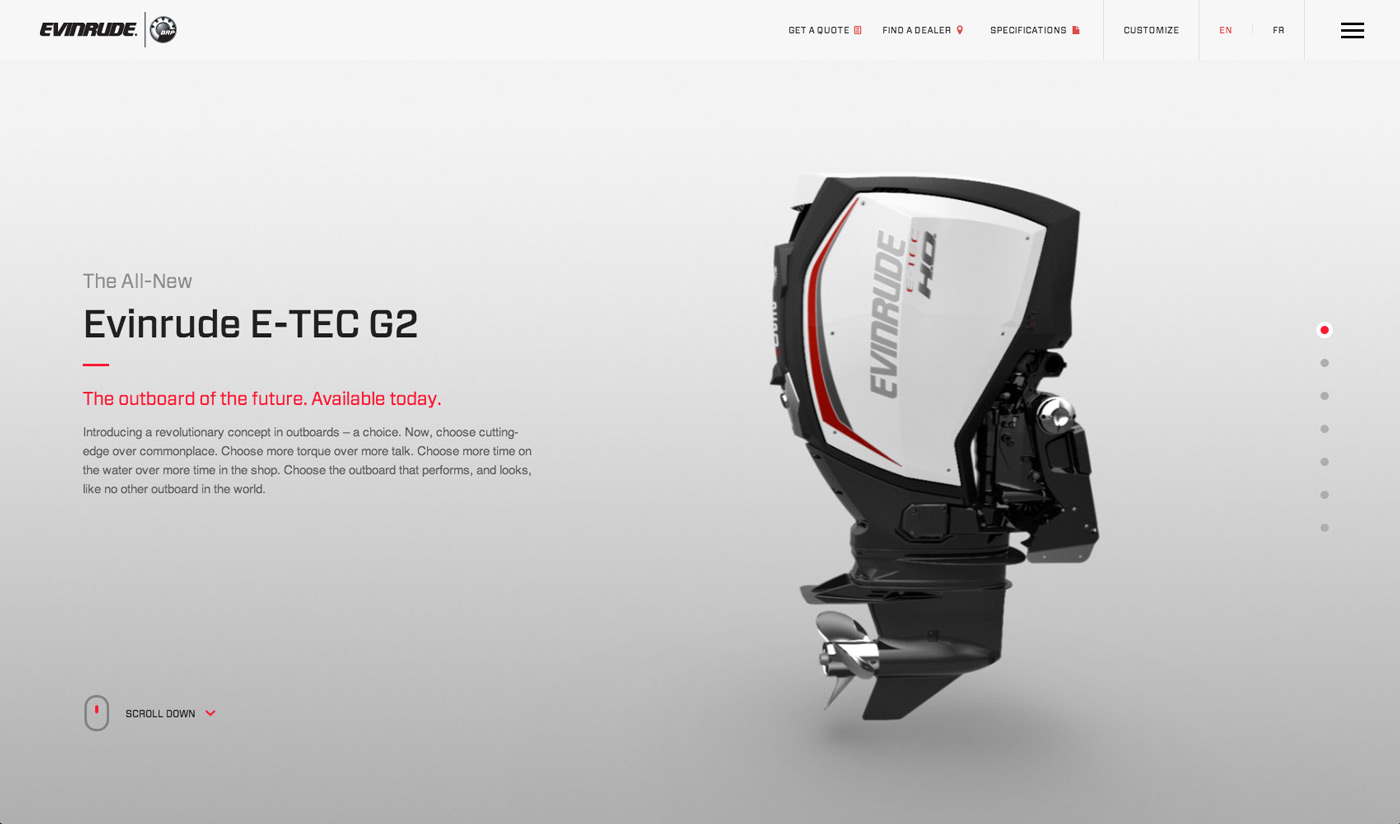 EVINRUDE.
BRP
GET A QUOTE
FIND A DEALER
SPECIFICATIONS
CUSTOMIZE
EN
FR
The All-New
Evinrude E-TEC G2
The outboard of the future. Available today.
Introducing a revolutionary concept in outboards – a choice. Now, choose cutting-
edge over commonplace. Choose more torque over more talk. Choose more time on
the water over more time in the shop. Choose the outboard that performs, and looks,
like no other outboard in the world.
EVINRUDE
E-TEC
H.O.
SCROLL DOWN